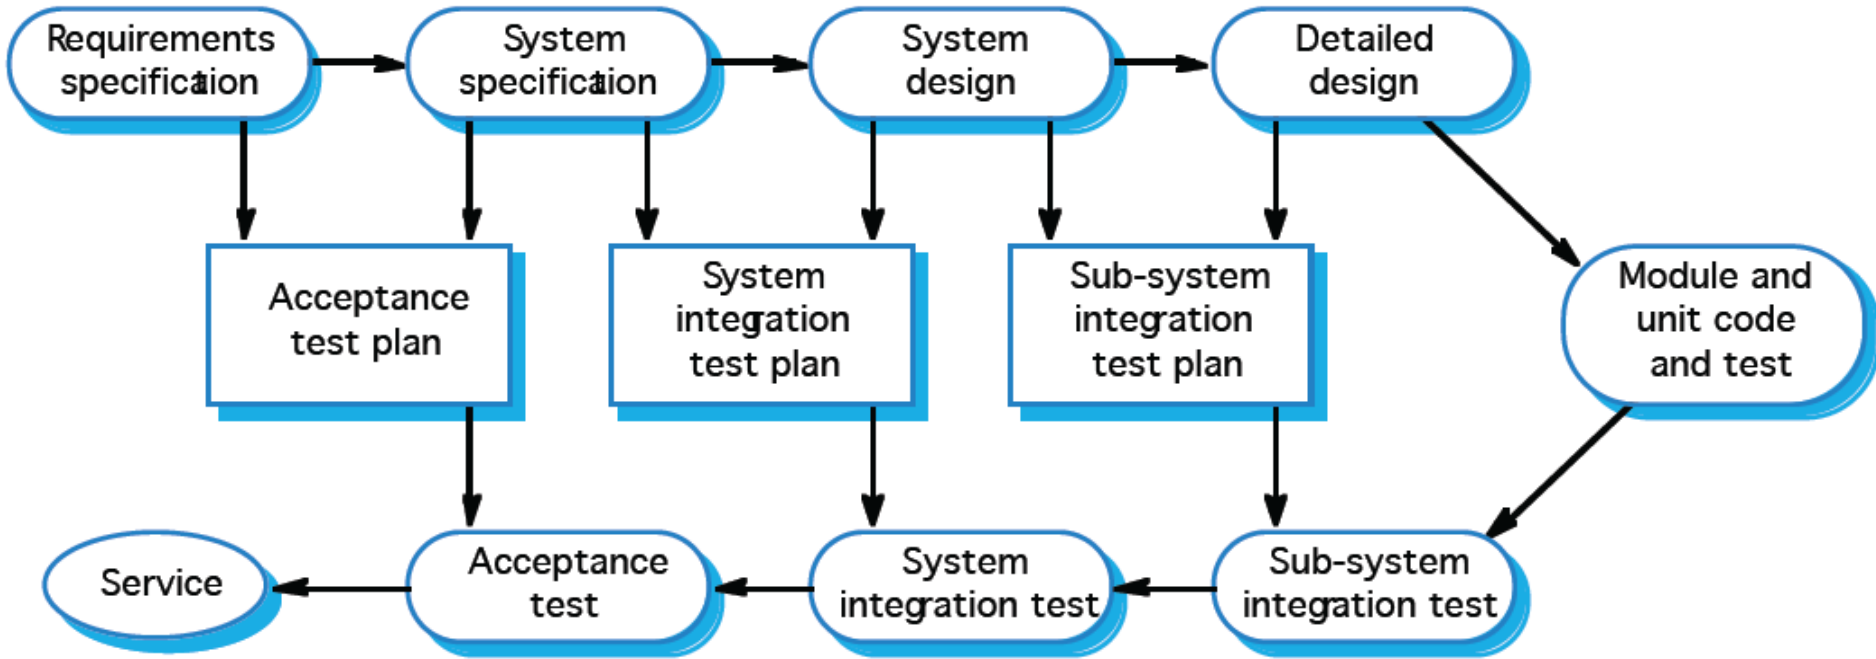 Requirements
specification
System
specification
System
design
Detailed
design
Acceptance
test plan
System
integration
test plan
Sub-system
integration
test plan
Module and
unit code
and test
Service
Acceptance
test
System
integration test
Sub-system
integration test